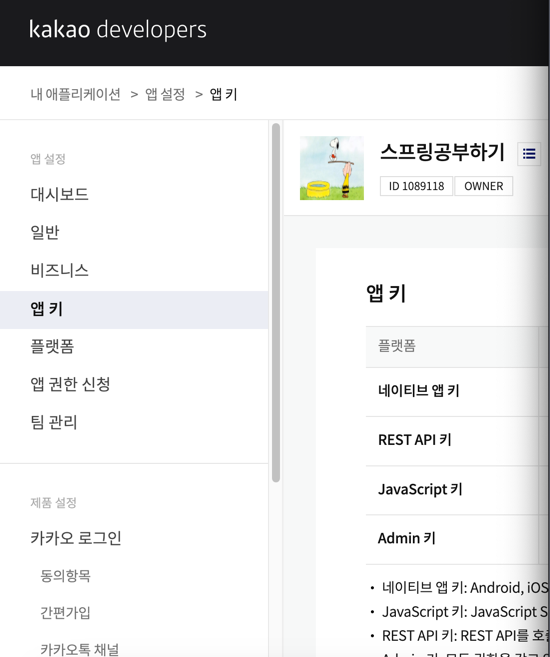 kakao developers
내 애플리케이션 > 앱 설정 > 앱 키
앱 설정
대시보드
일반
비즈니스
앱 키
플랫폼
앱 권한 신청
팀 관리
제품 설정
카카오 로그인
동의항목
간편가입
카카오톡 채널
스프링공부하기
ID 1089118 OWNER
앱 키
플랫폼
네이티브 앱 키
REST API 키
JavaScript 키
Admin 키
• 네이티브 앱 키: Android, iOS
• JavaScript 키: JavaScript S
• REST API 키: REST API를 호출